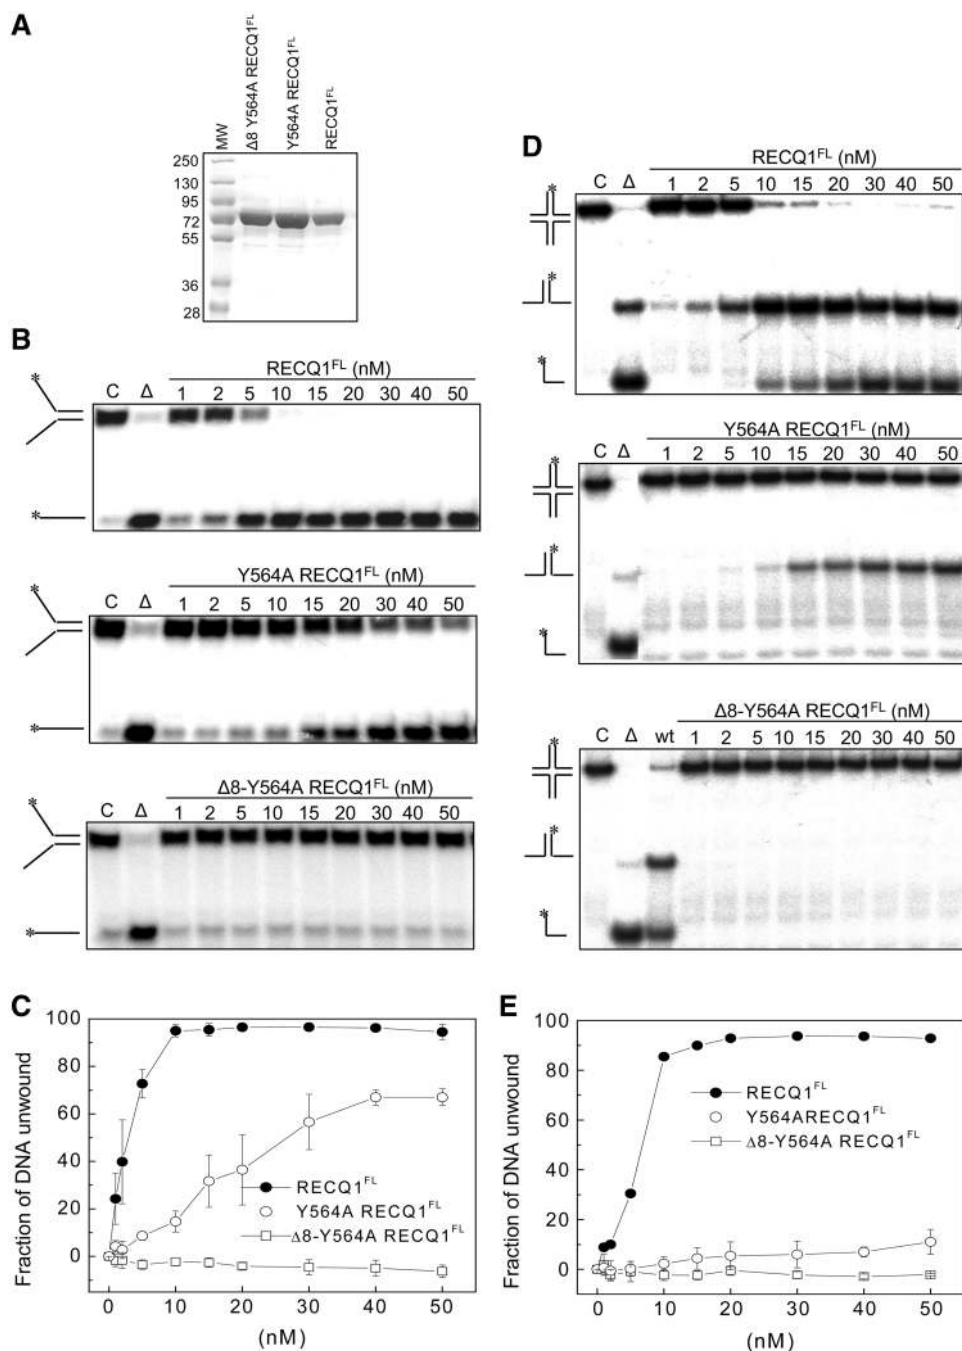 A
MW
Δ8 Y564A RECQ1FL
Y564A RECQ1FL
RECQ1FL
250
130
95
72
55
36
28
B
RECQ1FL (nM)
C Δ 1 2 5 10 15 20 30 40 50
*
*
Y564A RECQ1FL (nM)
C Δ 1 2 5 10 15 20 30 40 50
*
*
Δ8-Y564A RECQ1FL (nM)
C Δ 1 2 5 10 15 20 30 40 50
*
*
C
Fraction of DNA unwound
100
80
60
40
20
0
RECQ1FL
Y564A RECQ1FL
Δ8-Y564A RECQ1FL
0 10 20 30 40 50
(nM)
D
RECQ1FL (nM)
C Δ 1 2 5 10 15 20 30 40 50
*
*
*
Y564A RECQ1FL (nM)
C Δ 1 2 5 10 15 20 30 40 50
*
*
*
Δ8-Y564A RECQ1FL (nM)
C Δ wt 1 2 5 10 15 20 30 40 50
*
*
*
E
Fraction of DNA unwound
100
80
60
40
20
0
RECQ1FL
Y564ARECQ1FL
Δ8-Y564A RECQ1FL
0 10 20 30 40 50
(nM)